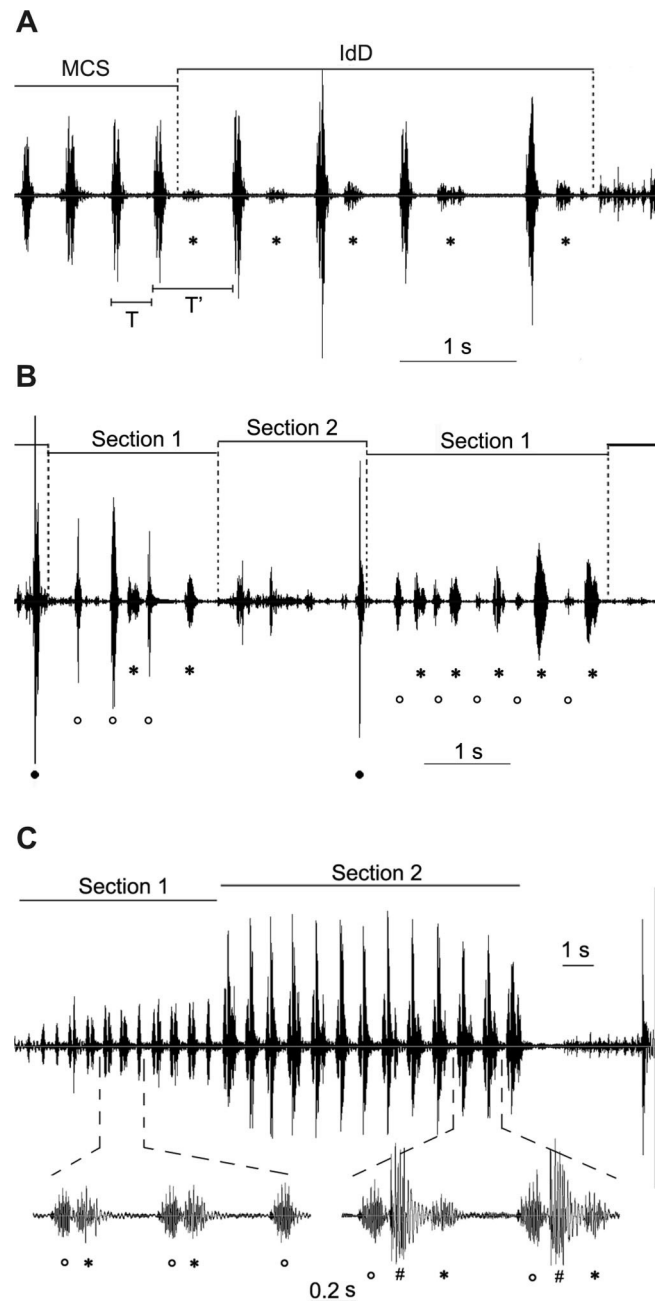 A
MCS IdD
* * * * *
T T'
1 s
B
Section 1 Section 2 Section 1
* * * * * * *
○ ○ ○ ○ ○ ○ ○ ○
1 s
● ●
C
Section 1 Section 2
1 s
○ * ○ * ○ ○ # * ○ # *
0.2 s